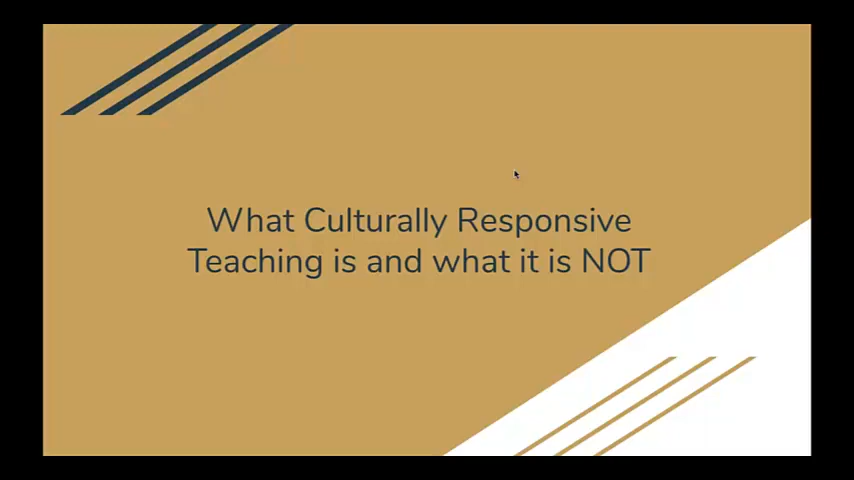 What Culturally Responsive
Teaching is and what it is NOT